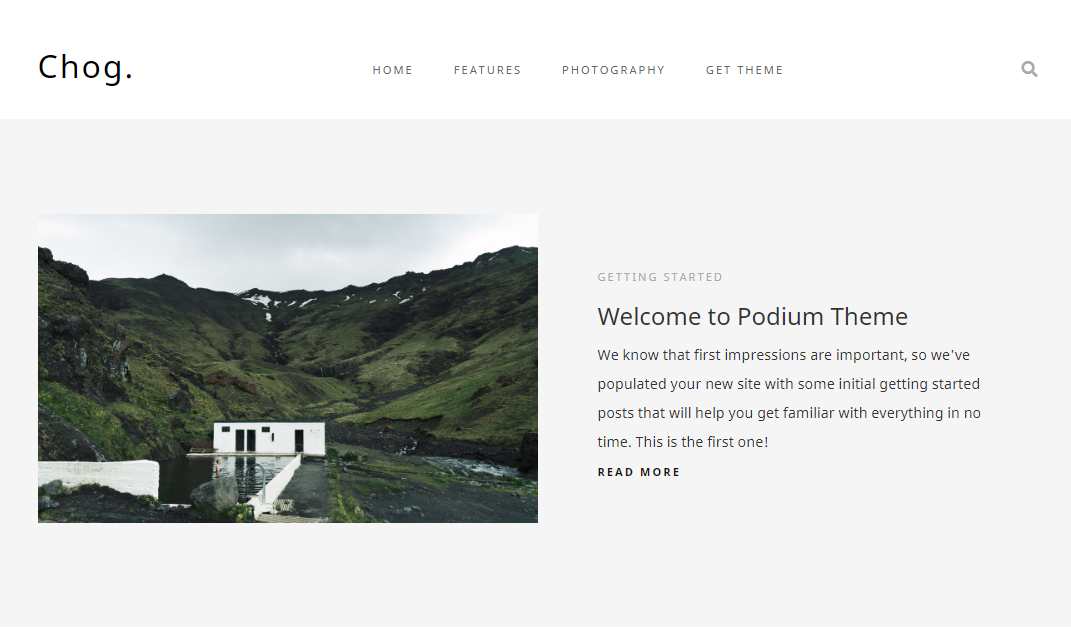 Chog.
HOME FEATURES PHOTOGRAPHY GET THEME
GETTING STARTED
Welcome to Podium Theme
We know that first impressions are important, so we've
populated your new site with some initial getting started
posts that will help you get familiar with everything in no
time. This is the first one!
READ MORE